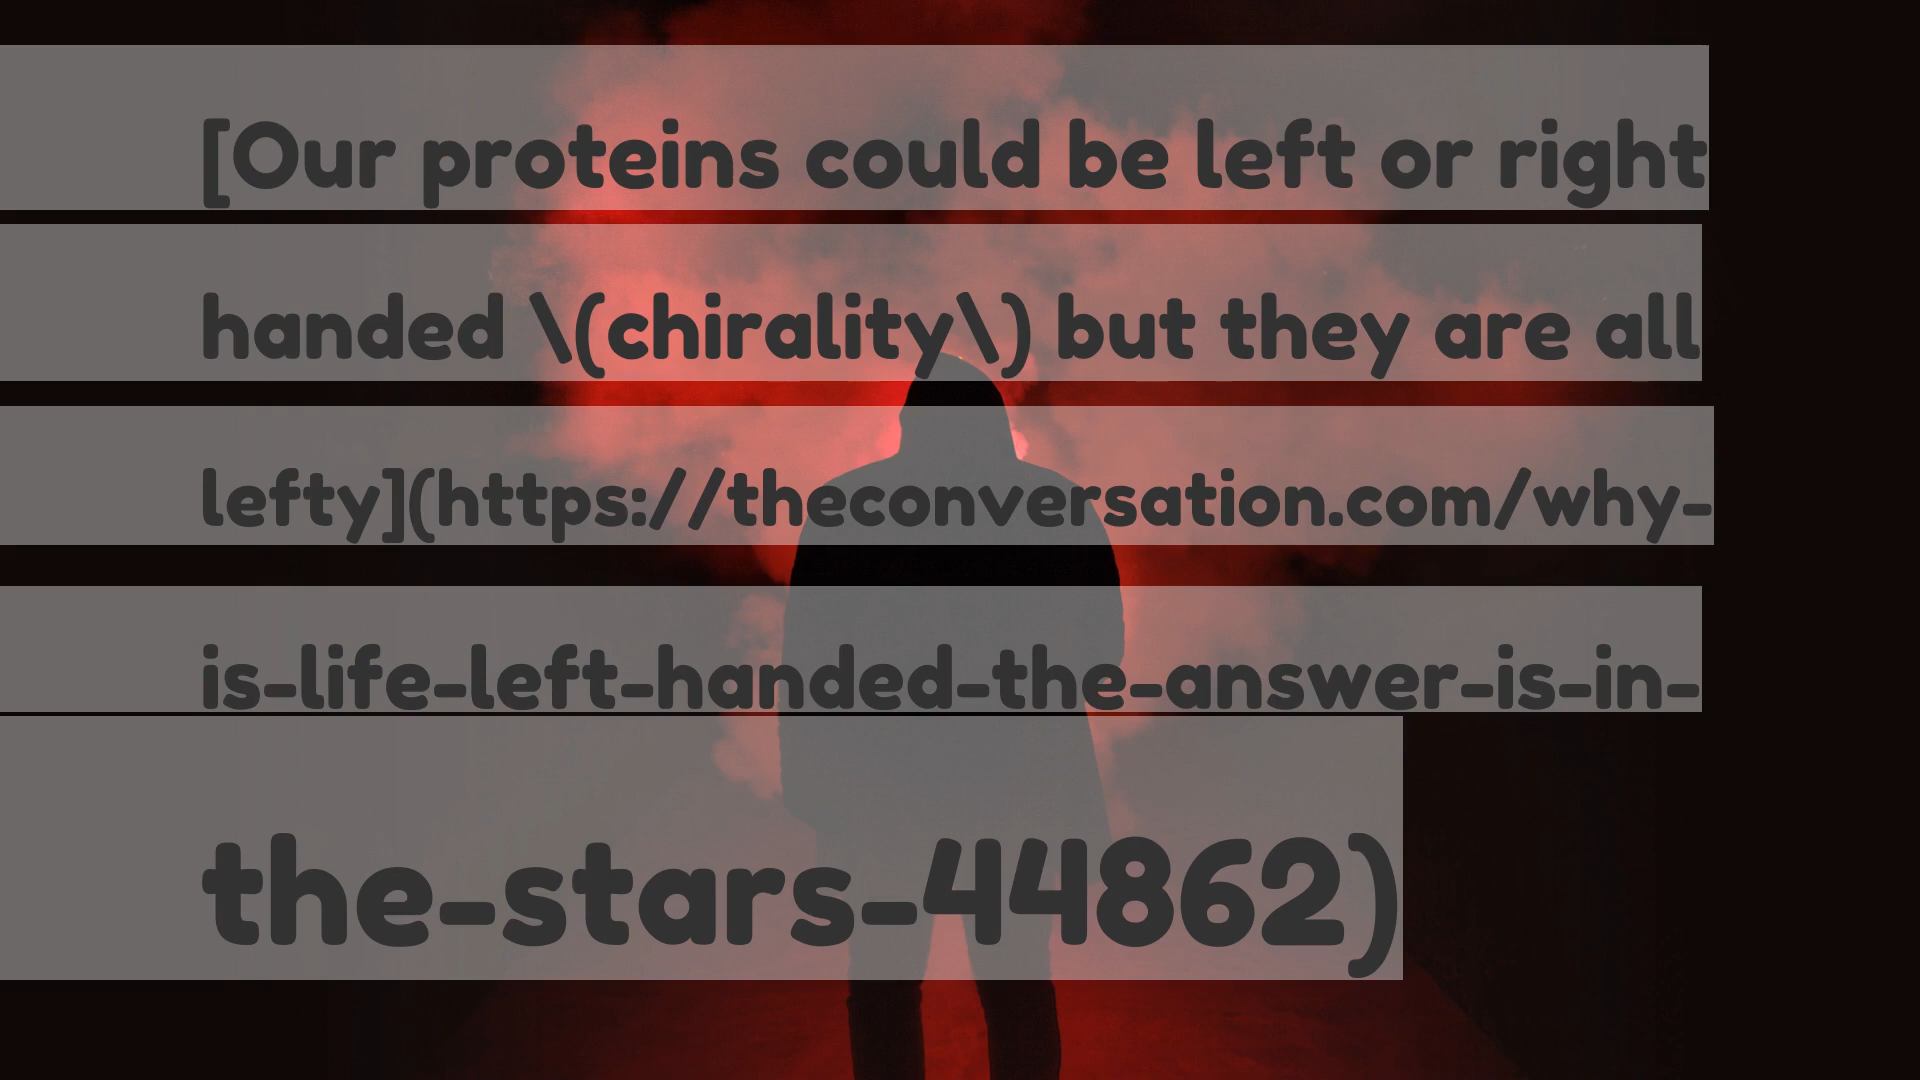 [Our proteins could be left or right
handed \(chirality\) but they are all
lefty](https://theconversation.com/why-
is-life-left-handed-the-answer-is-in-
the-stars-44862)